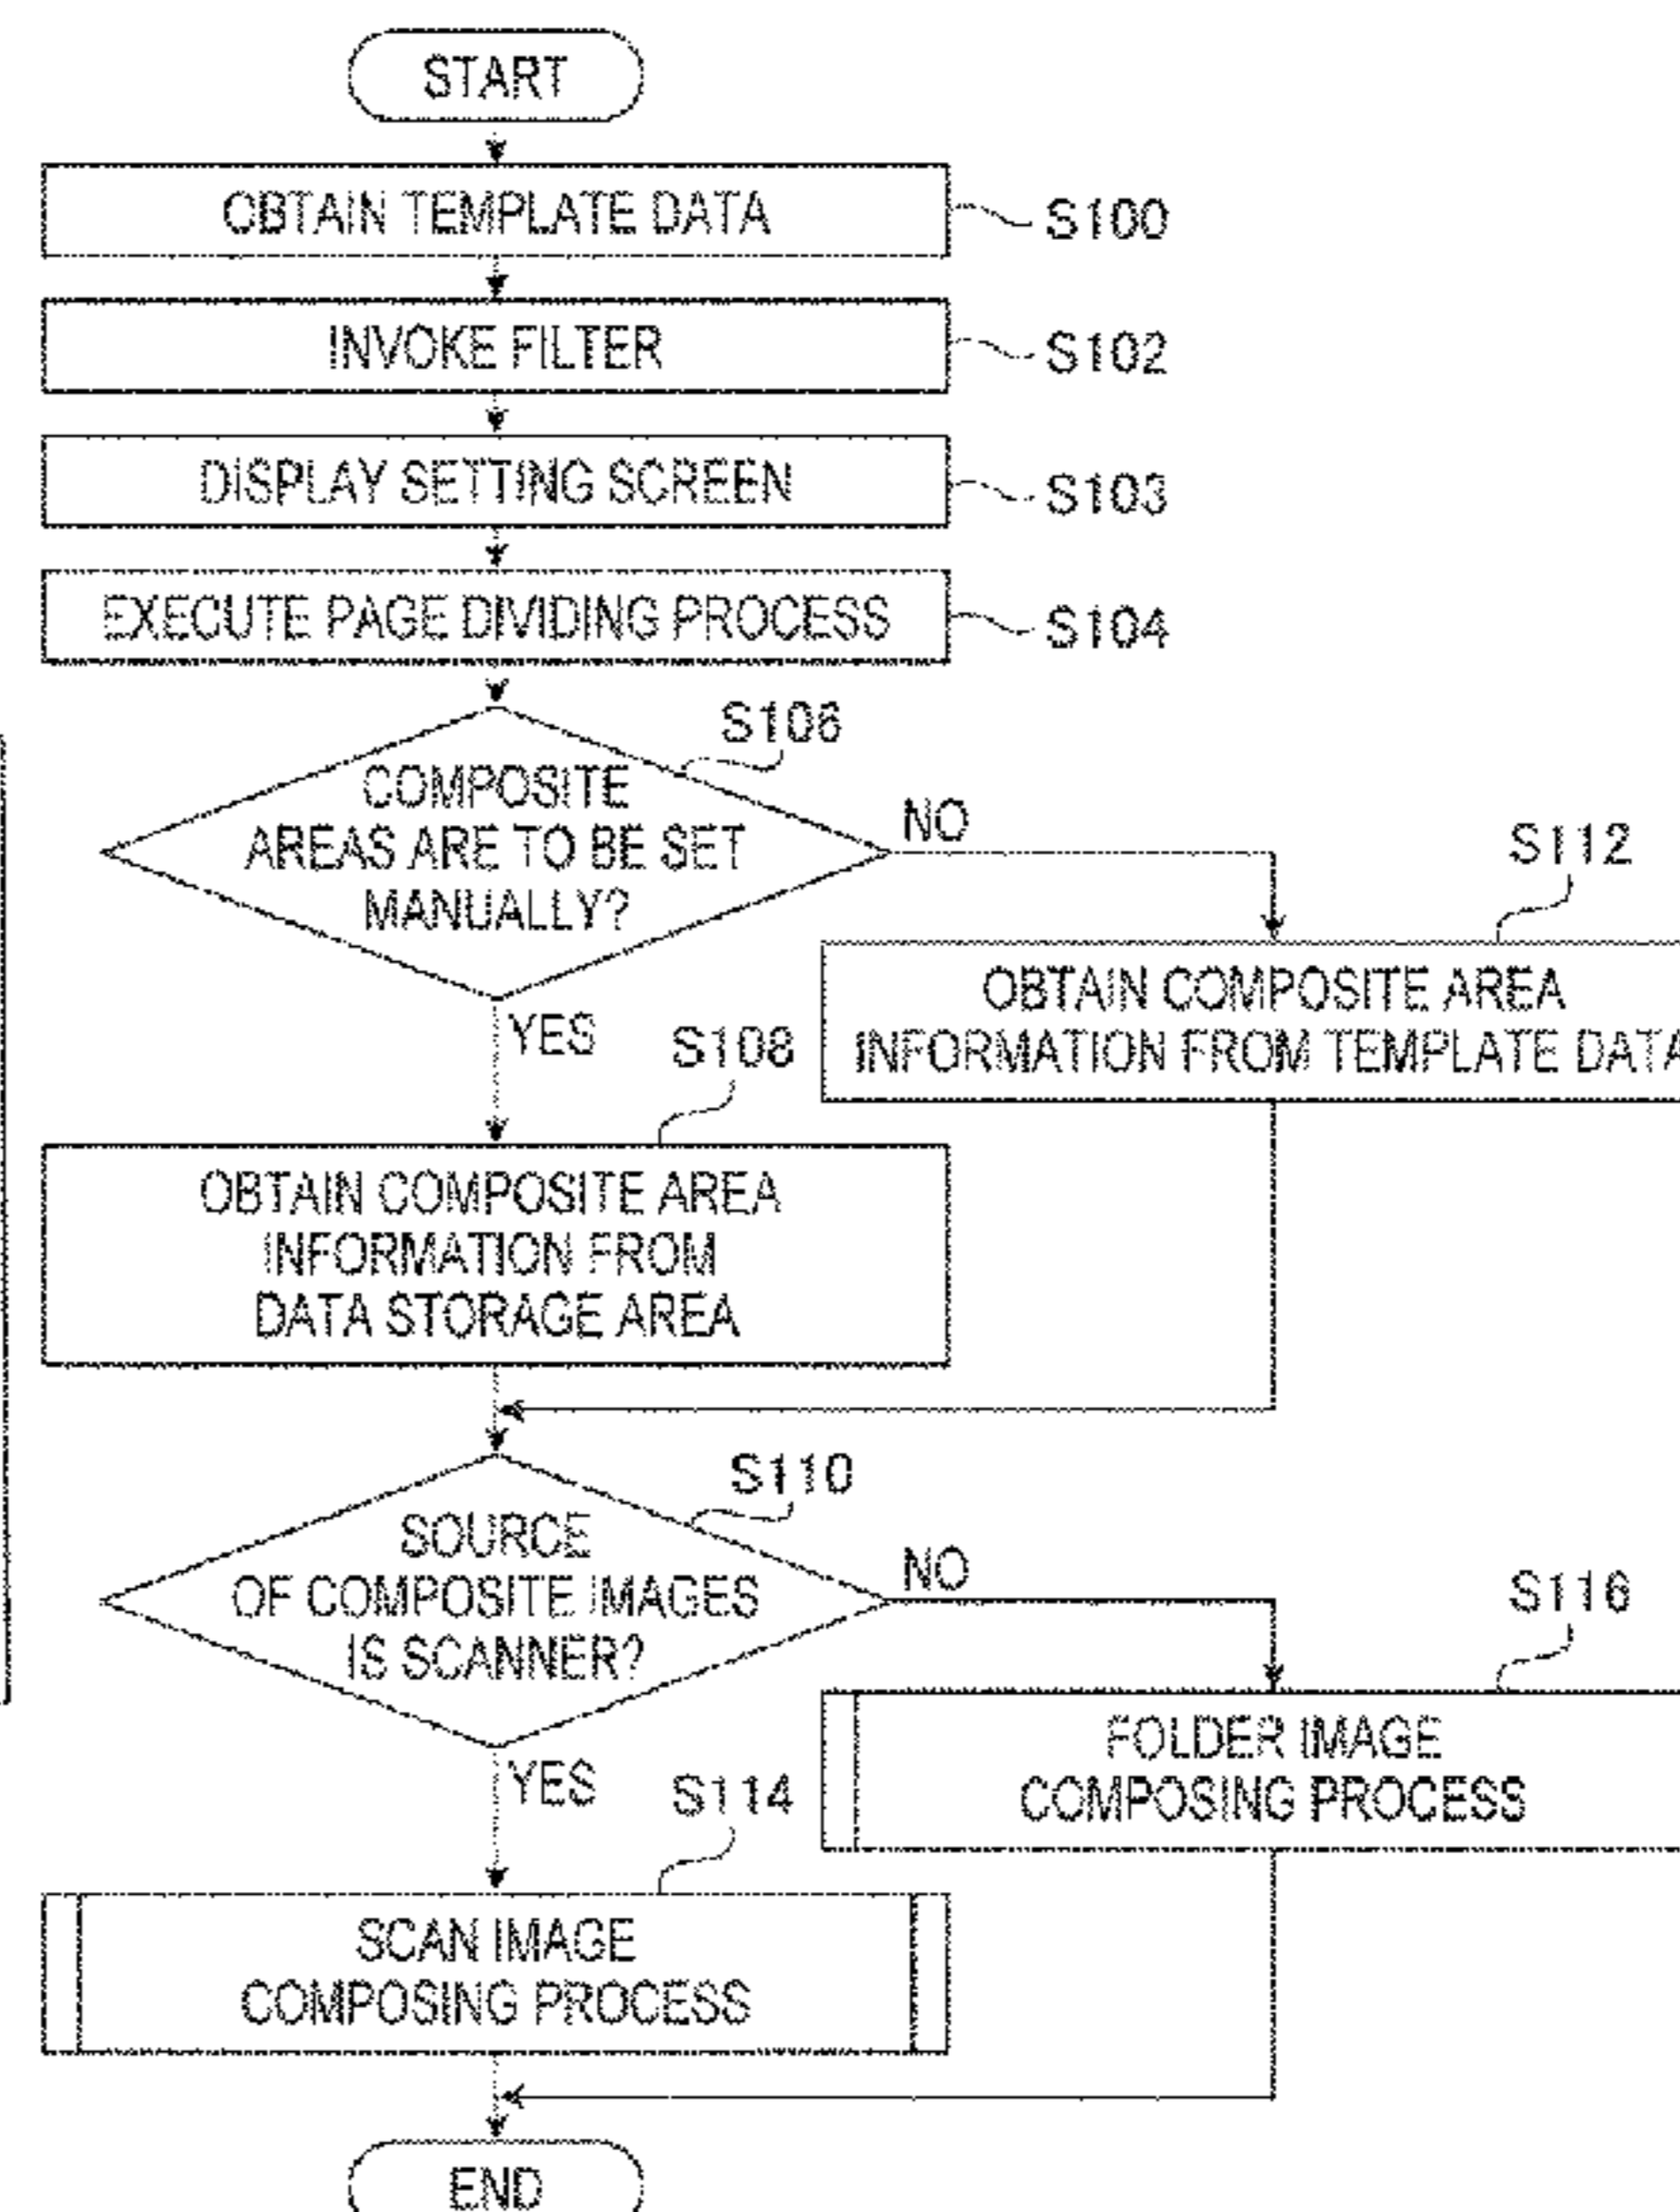 START
OBTAIN TEMPLATE DATA
S100
INVOKE FILTER
S102
DISPLAY SETTING SCREEN
S103
EXECUTE PAGE DIVIDING PROCESS
S104
S106
COMPOSITE
AREAS ARE TO BE SET
MANUALLY?
NO
YES
S112
OBTAIN COMPOSITE AREA
INFORMATION FROM TEMPLATE DATA
S108
OBTAIN COMPOSITE AREA
INFORMATION FROM
DATA STORAGE AREA
S110
SOURCE
OF COMPOSITE IMAGES
IS SCANNER?
NO
YES
S116
FOLDER IMAGE
COMPOSING PROCESS
S114
SCAN IMAGE
COMPOSING PROCESS
END